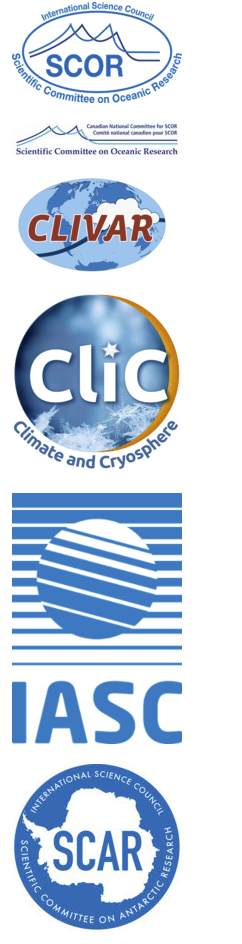 International Science Council
SCOR
Scientific Committee on Oceanic Research
Canadian National Committee for SCOR
Comité national canadien pour SCOR
Scientific Committee on Oceanic Research
CLIVAR
CliC
Climate and Cryosphere
IASC
INTERNATIONAL SCIENCE COUNCIL
SCAR
SCIENTIFIC COMMITTEE ON ANTARCTIC RESEARCH